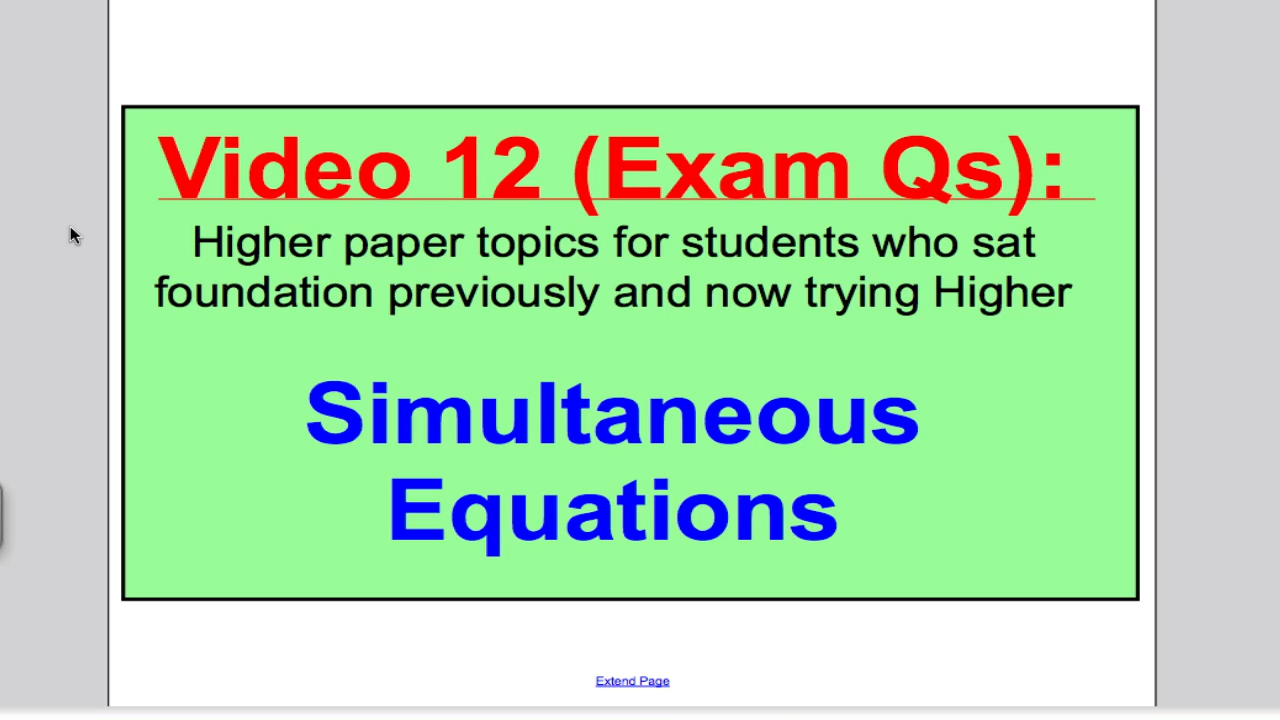 Video 12 (Exam Qs):
Higher paper topics for students who sat
foundation previously and now trying Higher
Simultaneous
Equations
Extend Page